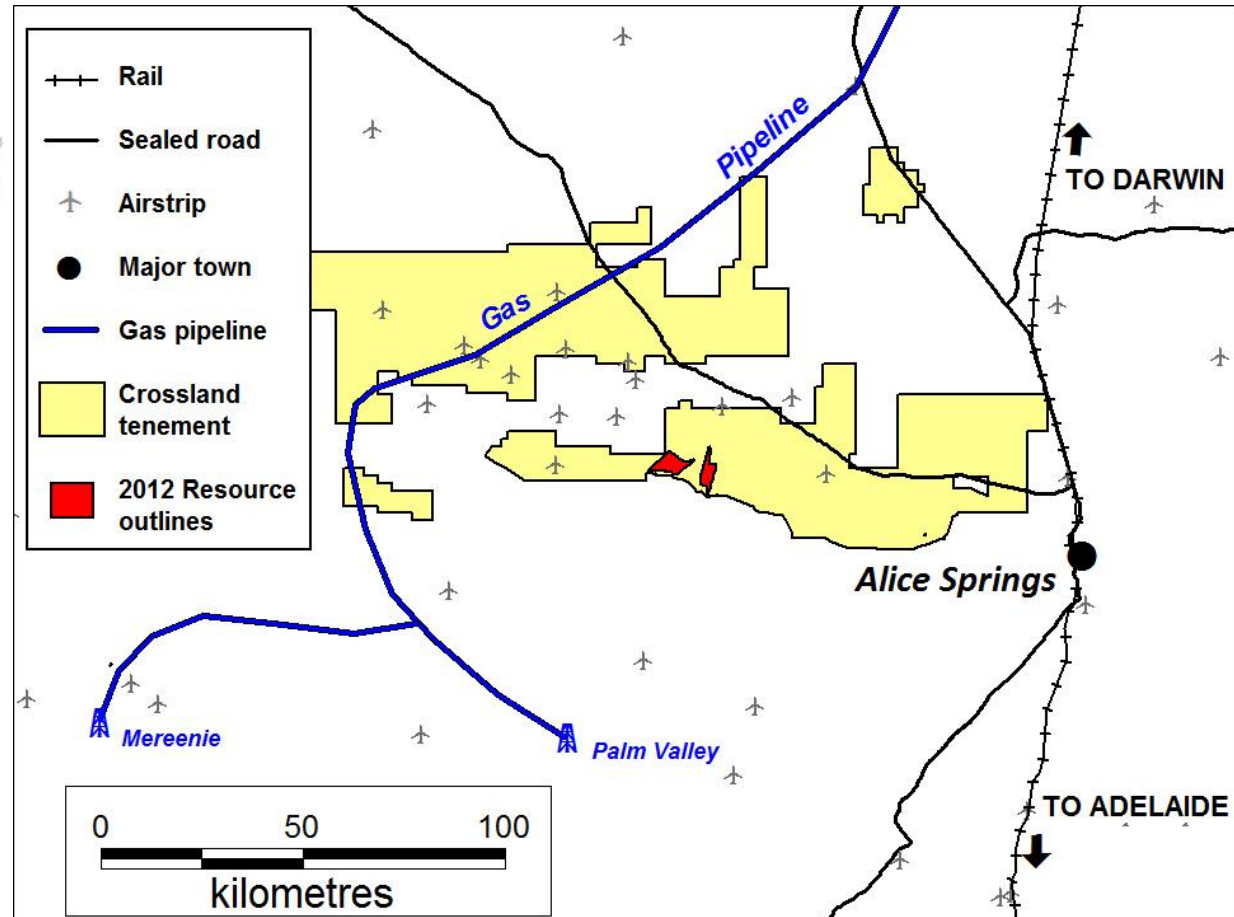 Rail
Sealed road
Airstrip
Major town
Gas pipeline
Crossland
tenement
2012 Resource
outlines
Gas Pipeline
TO DARWIN
Alice Springs
Mereenie
Palm Valley
TO ADELAIDE
0 50 100
kilometres